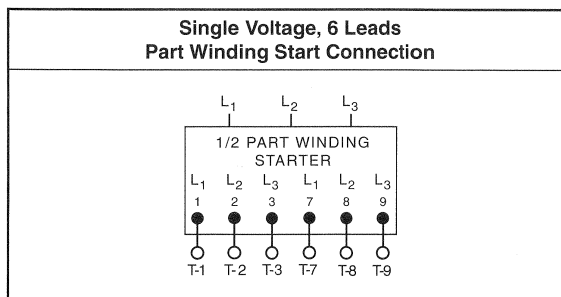 Single Voltage, 6 Leads
Part Winding Start Connection
L1 L2 L3
1/2 PART WINDING
STARTER
L1 L2 L3 L1 L2 L3
1 2 3 7 8 9
T-1 T-2 T-3 T-7 T-8 T-9